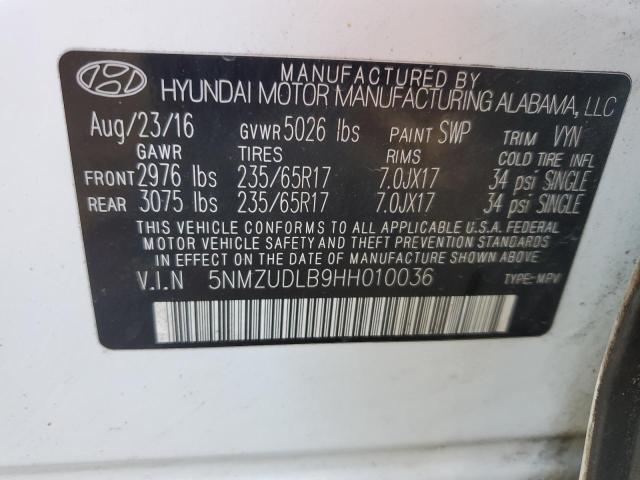 MANUFACTURED BY
HYUNDAI MOTOR MANUFACTURING ALABAMA, LLC
Aug/23/16 GVWR 5026 lbs PAINT SWP TRIM VYN
GAWR TIRES RIMS COLD TIRE INFL
FRONT 2976 lbs 235/65R17 7.0JX17 34 psi SINGLE
REAR 3075 lbs 235/65R17 7.0JX17 34 psi SINGLE
THIS VEHICLE CONFORMS TO ALL APPLICABLE U.S.A. FEDERAL
MOTOR VEHICLE SAFETY AND THEFT PREVENTION STANDARDS
IN EFFECT ON THE DATE OF MANUFACTURE SHOWN ABOVE
V.I.N 5NMZUDLB9HH010036 TYPE: MPV